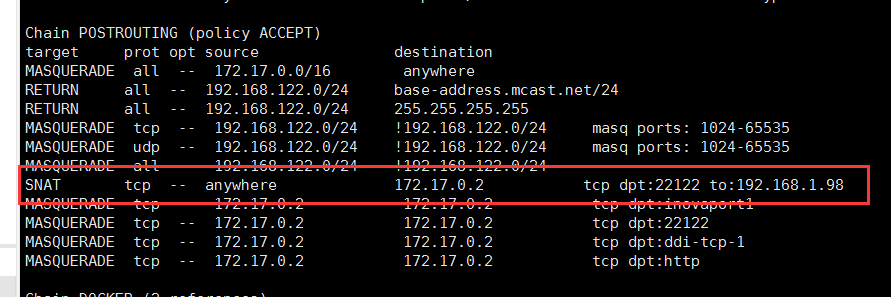 Chain POSTROUTING (policy ACCEPT)
target     prot opt source               destination
MASQUERADE  all  --  172.17.0.0/16        anywhere
RETURN     all  --  192.168.122.0/24     base-address.mcast.net/24
RETURN     all  --  192.168.122.0/24     255.255.255.255
MASQUERADE  tcp  --  192.168.122.0/24    !192.168.122.0/24     masq ports: 1024-65535
MASQUERADE  udp  --  192.168.122.0/24    !192.168.122.0/24     masq ports: 1024-65535
MASQUERADE  all  --  192.168.122.0/24    !192.168.122.0/24
SNAT       tcp  --  anywhere             172.17.0.2           tcp dpt:22122 to:192.168.1.98
MASQUERADE  tcp  --  172.17.0.2           172.17.0.2           tcp dpt:inovaport1
MASQUERADE  tcp  --  172.17.0.2           172.17.0.2           tcp dpt:22122
MASQUERADE  tcp  --  172.17.0.2           172.17.0.2           tcp dpt:ddi-tcp-1
MASQUERADE  tcp  --  172.17.0.2           172.17.0.2           tcp dpt:http
Chain DOCKER (2 references)